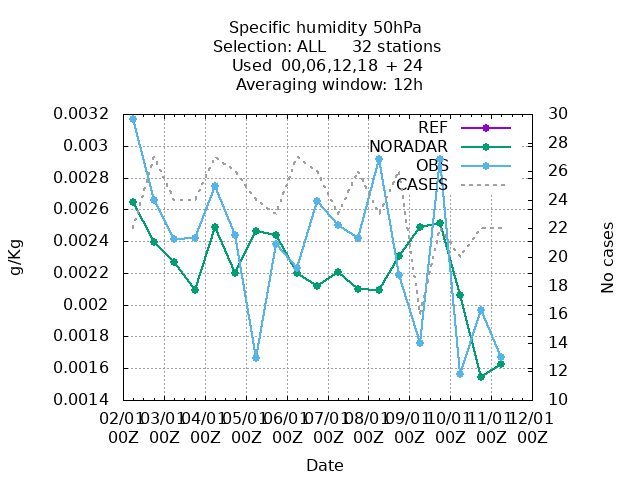 Specific humidity 50hPa
Selection: ALL 32 stations
Used 00,06,12,18 + 24
Averaging window: 12h
REF
NORADAR
OBS
CASES
g/Kg
0.0032
0.003
0.0028
0.0026
0.0024
0.0022
0.002
0.0018
0.0016
0.0014
No cases
30
28
26
24
22
20
18
16
14
12
10
02/01 03/01 04/01 05/01 06/01 07/01 08/01 09/01 10/01 11/01 12/01
00Z 00Z 00Z 00Z 00Z 00Z 00Z 00Z 00Z 00Z 00Z
Date